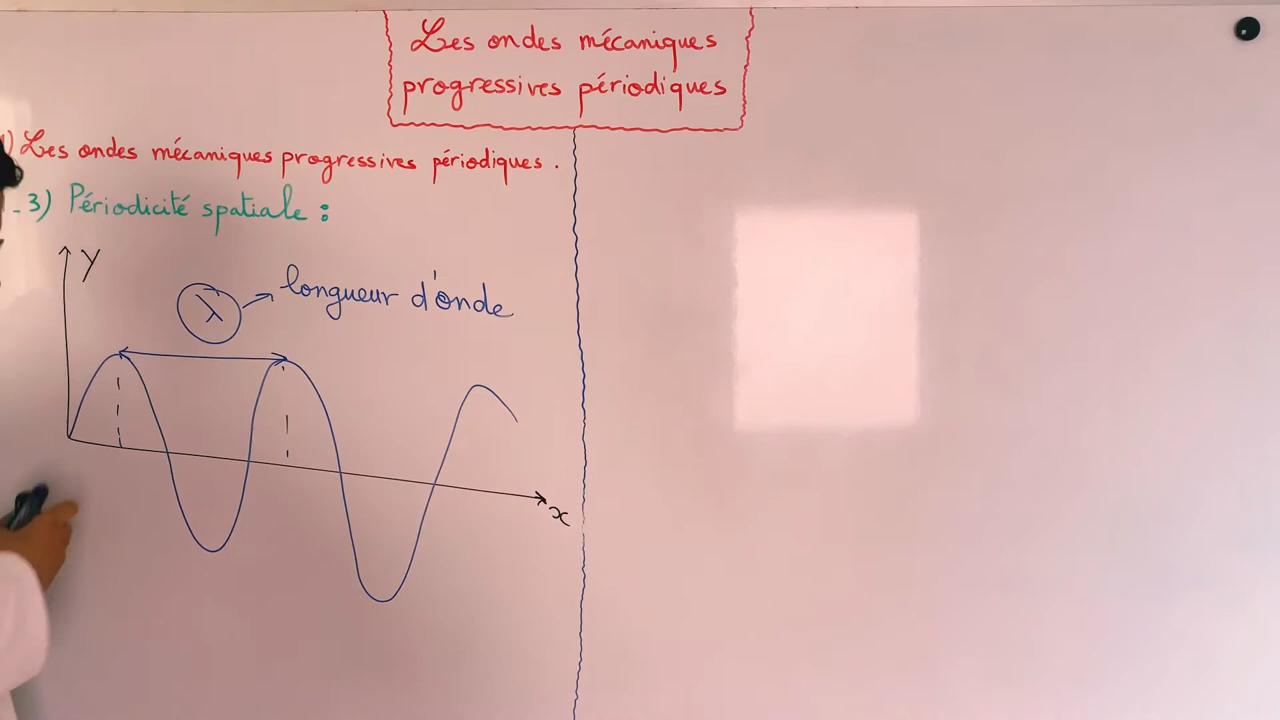 Les ondes mécaniques
progressives périodiques
) Les ondes mécaniques progressives périodiques.
- 3) Périodicité spatiale :
y
λ → longueur d'onde
x